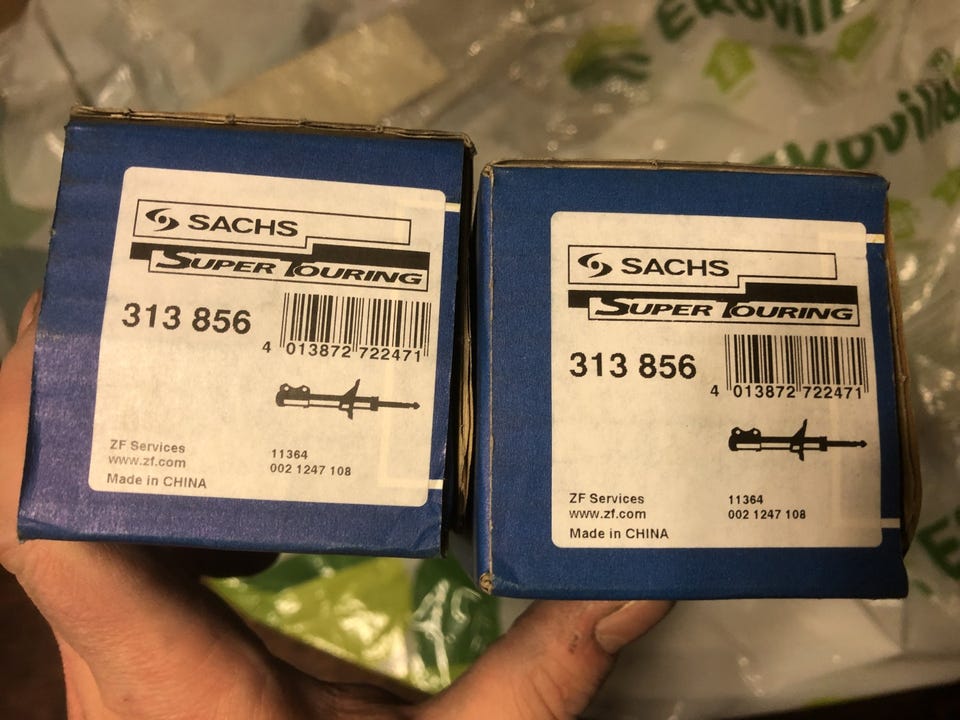 Ekovill
Ekovilla
SACHS
SUPER TOURING
313 856
4 013872 722471
ZF Services
www.zf.com
Made in CHINA
11364
002 1247 108
SACHS
SUPER TOURING
313 856
4 013872 722471
ZF Services
www.zf.com
Made in CHINA
11364
002 1247 108